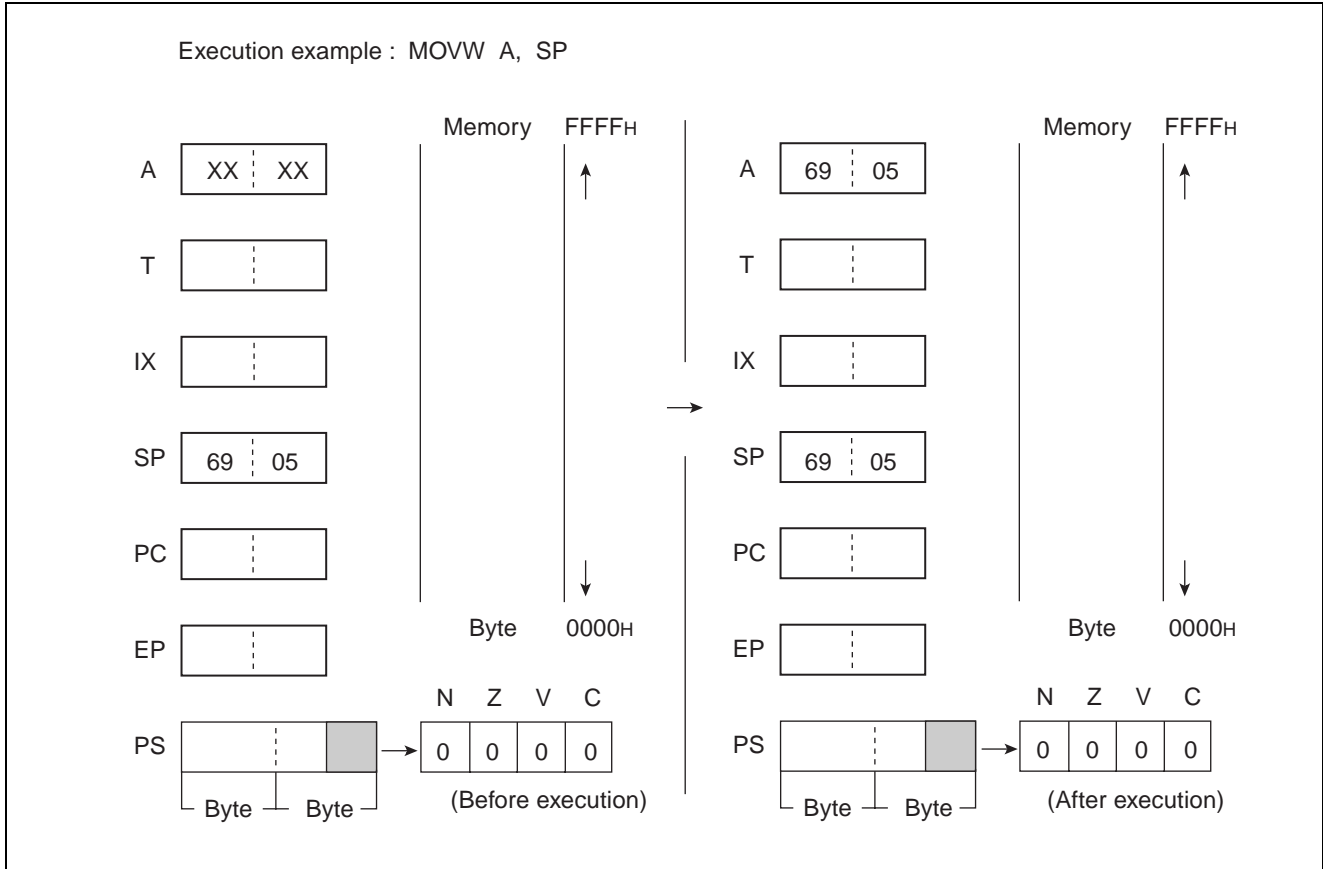 Execution example : MOVW A, SP
Memory FFFFH
A XX XX
T
IX
SP 69 05
PC
EP
Byte 0000H
N Z V C
PS 0 0 0 0
Byte Byte
(Before execution)
Memory FFFFH
A 69 05
T
IX
SP 69 05
PC
EP
Byte 0000H
N Z V C
PS 0 0 0 0
Byte Byte
(After execution)